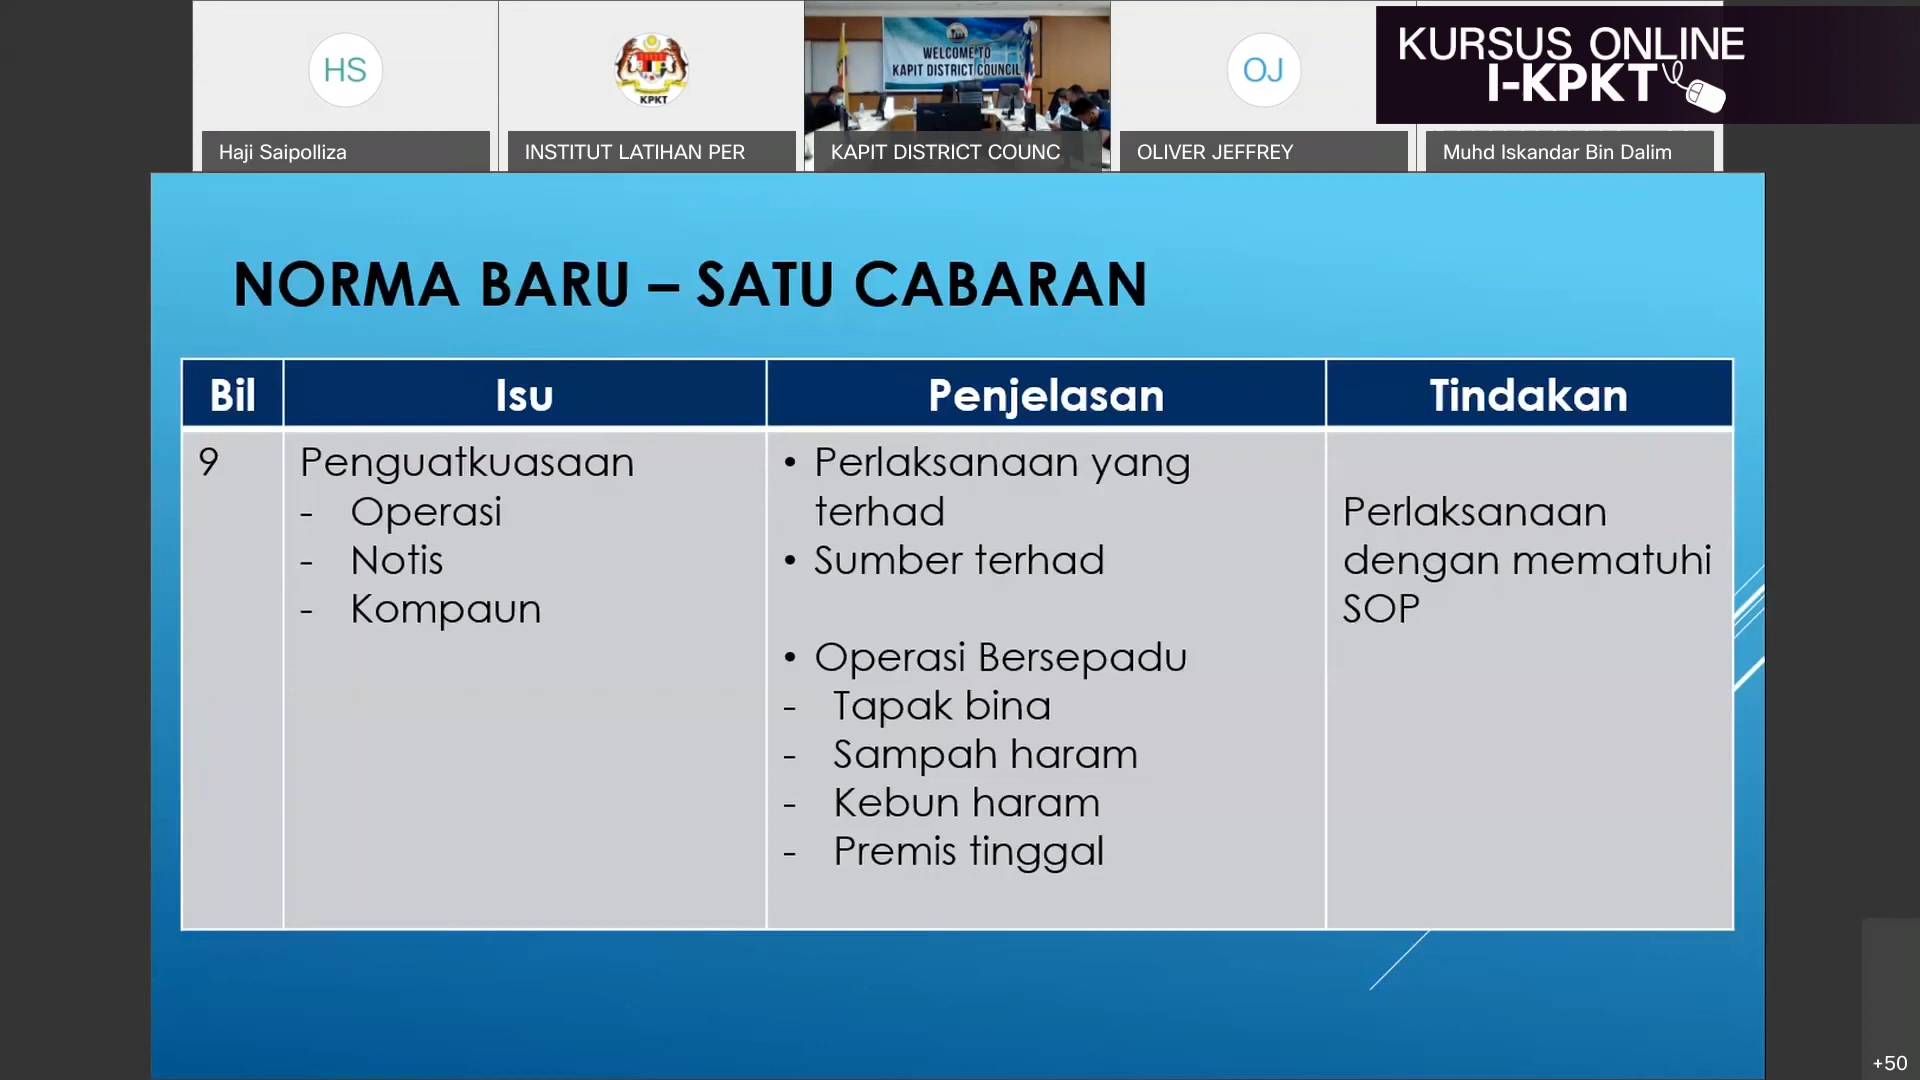 HS
KPKT
WELCOME TO
KAPIT DISTRICT COUNCIL
OJ
KURSUS ONLINE
I-KPKT
Haji Saipolliza
INSTITUT LATIHAN PER
KAPIT DISTRICT COUNC
OLIVER JEFFREY
Muhd Iskandar Bin Dalim
NORMA BARU – SATU CABARAN
Bil
Isu
Penjelasan
Tindakan
9
Penguatkuasaan
- Operasi
- Notis
- Kompaun
• Perlaksanaan yang
terhad
• Sumber terhad
• Operasi Bersepadu
- Tapak bina
- Sampah haram
- Kebun haram
- Premis tinggal
Perlaksanaan
dengan mematuhi
SOP
+50